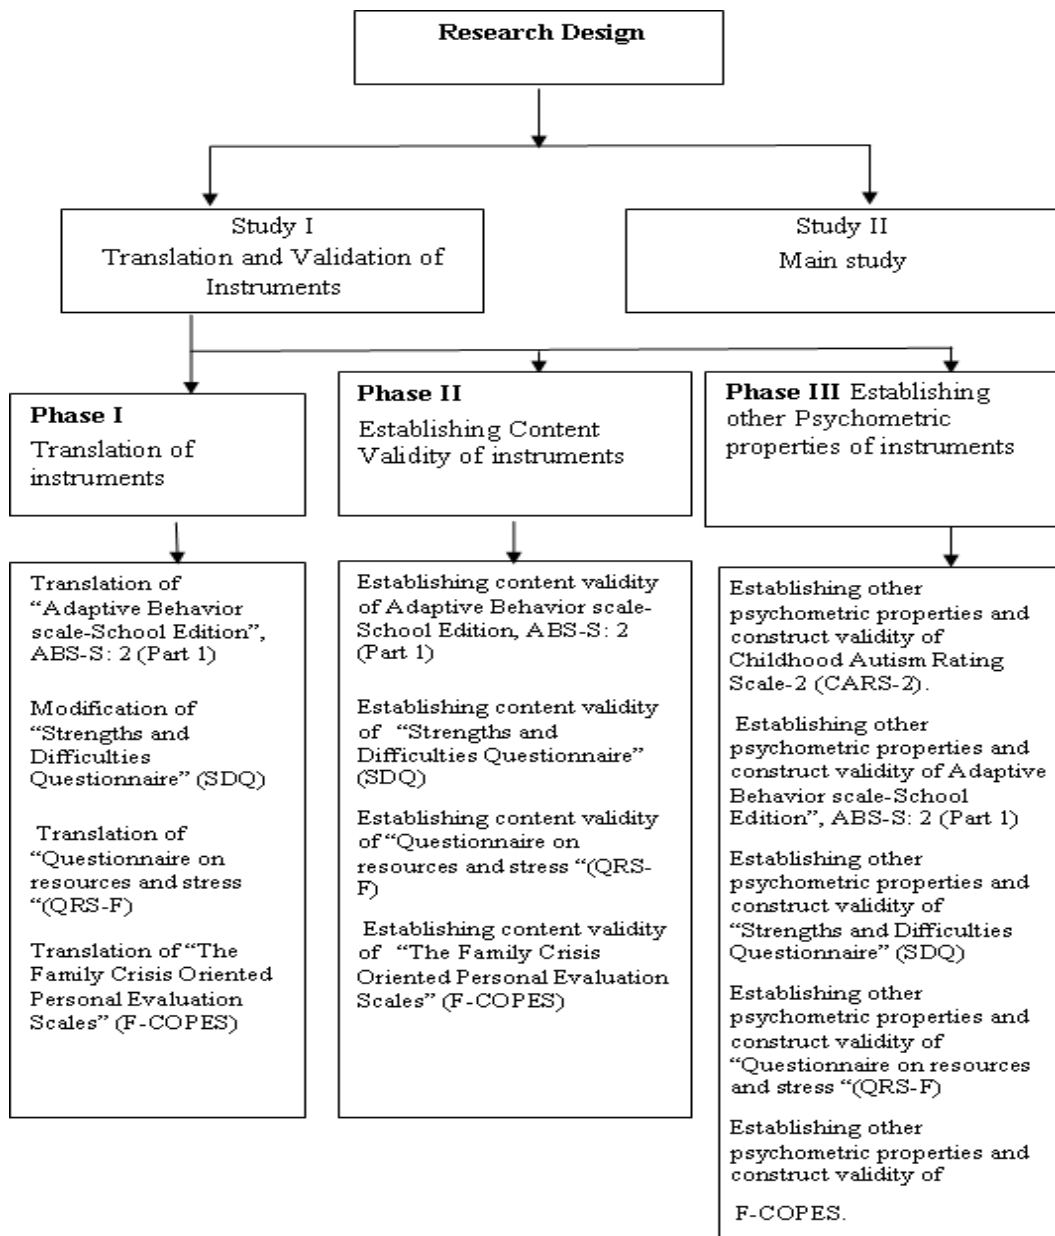 Research Design
Study I
Translation and Validation of
Instruments
Study II
Main study
Phase I
Translation of
instruments
Phase II
Establishing Content
Validity of instruments
Phase III Establishing
other Psychometric
properties of instruments
Translation of
“Adaptive Behavior
scale-School Edition”,
ABS-S: 2 (Part 1)
Modification of
“Strengths and
Difficulties
Questionnaire” (SDQ)
Translation of
“Questionnaire on
resources and stress
“(QRS-F)
Translation of “The
Family Crisis Oriented
Personal Evaluation
Scales” (F-COPES)
Establishing content validity
of Adaptive Behavior scale-
School Edition, ABS-S: 2
(Part 1)
Establishing content validity
of “Strengths and
Difficulties Questionnaire”
(SDQ)
Establishing content validity
of “Questionnaire on
resources and stress “(QRS-
F)
Establishing content validity
of “The Family Crisis
Oriented Personal Evaluation
Scales” (F-COPES)
Establishing other
psychometric properties and
construct validity of
Childhood Autism Rating
Scale-2 (CARS-2).
Establishing other
psychometric properties and
construct validity of Adaptive
Behavior scale-School
Edition”, ABS-S: 2 (Part 1)
Establishing other
psychometric properties and
construct validity of
“Strengths and Difficulties
Questionnaire” (SDQ)
Establishing other
psychometric properties and
construct validity of
“Questionnaire on resources
and stress “(QRS-F)
Establishing other
psychometric properties and
construct validity of
F-COPES.